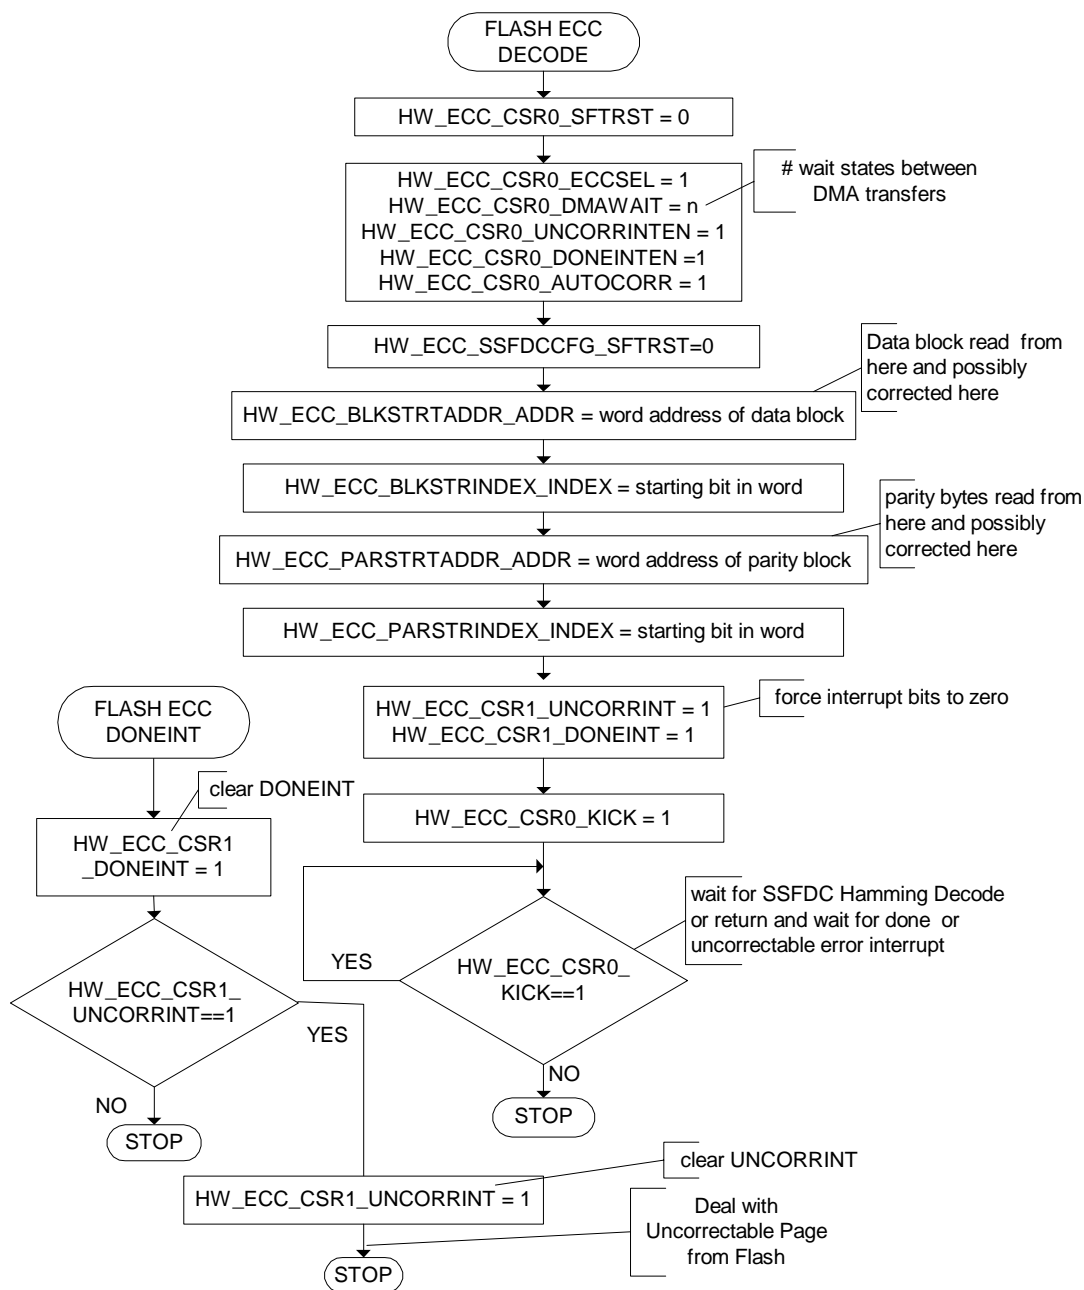 FLASH ECC
DECODE
HW_ECC_CSR0_SFTRST = 0
HW_ECC_CSR0_ECCSEL = 1
HW_ECC_CSR0_DMAWAIT = n
HW_ECC_CSR0_UNCORRINTEN = 1
HW_ECC_CSR0_DONEINTEN =1
HW_ECC_CSR0_AUTOCORR = 1
# wait states between
DMA transfers
HW_ECC_SSFDCCFG_SFTRST=0
Data block read from
here and possibly
corrected here
HW_ECC_BLKSTRTADDR_ADDR = word address of data block
HW_ECC_BLKSTRINDEX_INDEX = starting bit in word
parity bytes read from
here and possibly
corrected here
HW_ECC_PARSTRTADDR_ADDR = word address of parity block
HW_ECC_PARSTRINDEX_INDEX = starting bit in word
HW_ECC_CSR1_UNCORRINT = 1
HW_ECC_CSR1_DONEINT = 1
force interrupt bits to zero
HW_ECC_CSR0_KICK = 1
wait for SSFDC Hamming Decode
or return and wait for done or
uncorrectable error interrupt
HW_ECC_CSR0_
KICK==1
YES
NO
STOP
FLASH ECC
DONEINT
clear DONEINT
HW_ECC_CSR1
_DONEINT = 1
HW_ECC_CSR1_
UNCORRINT==1
YES
NO
STOP
clear UNCORRINT
HW_ECC_CSR1_UNCORRINT = 1
Deal with
Uncorrectable Page
from Flash
STOP